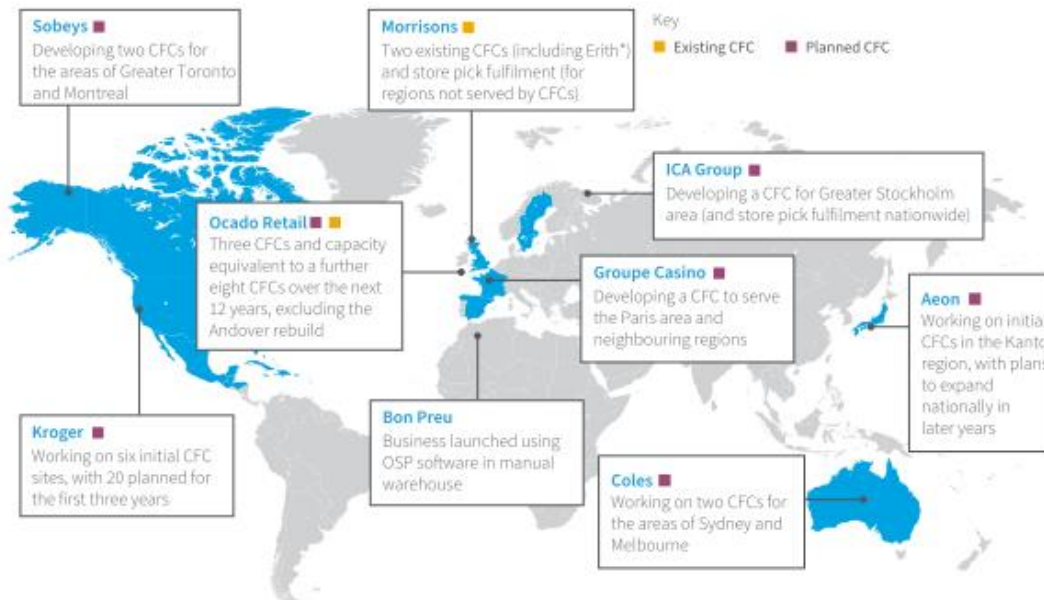 Sobeys
Developing two CFCs for
the areas of Greater Toronto
and Montreal
Morrisons
Two existing CFCs (including Erith*)
and store pick fulfilment (for
regions not served by CFCs)
Key
Existing CFC
Planned CFC
ICA Group
Developing a CFC for Greater Stockholm
area (and store pick fulfilment nationwide)
Ocado Retail
Three CFCs and capacity
equivalent to a further
eight CFCs over the next
12 years, excluding the
Andover rebuild
Groupe Casino
Developing a CFC to serve
the Paris area and
neighbouring regions
Aeon
Working on initia
CFCs in the Kanto
region, with plans
to expand
nationally in
later years
Kroger
Working on six initial CFC
sites, with 20 planned for
the first three years
Bon Preu
Business launched using
OSP software in manual
warehouse
Coles
Working on two CFCs for
the areas of Sydney and
Melbourne